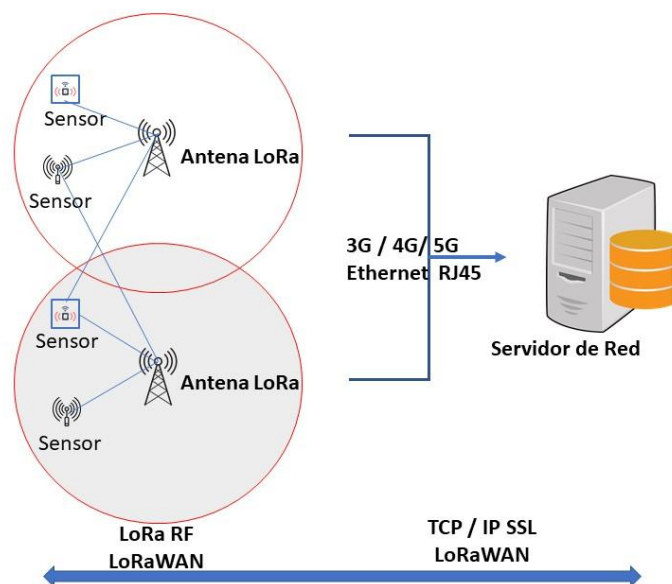 Sensor
Antena LoRa
Sensor
3G / 4G/ 5G
Ethernet RJ45
Sensor
Servidor de Red
Antena LoRa
Sensor
LoRa RF
LoRaWAN
TCP / IP SSL
LoRaWAN